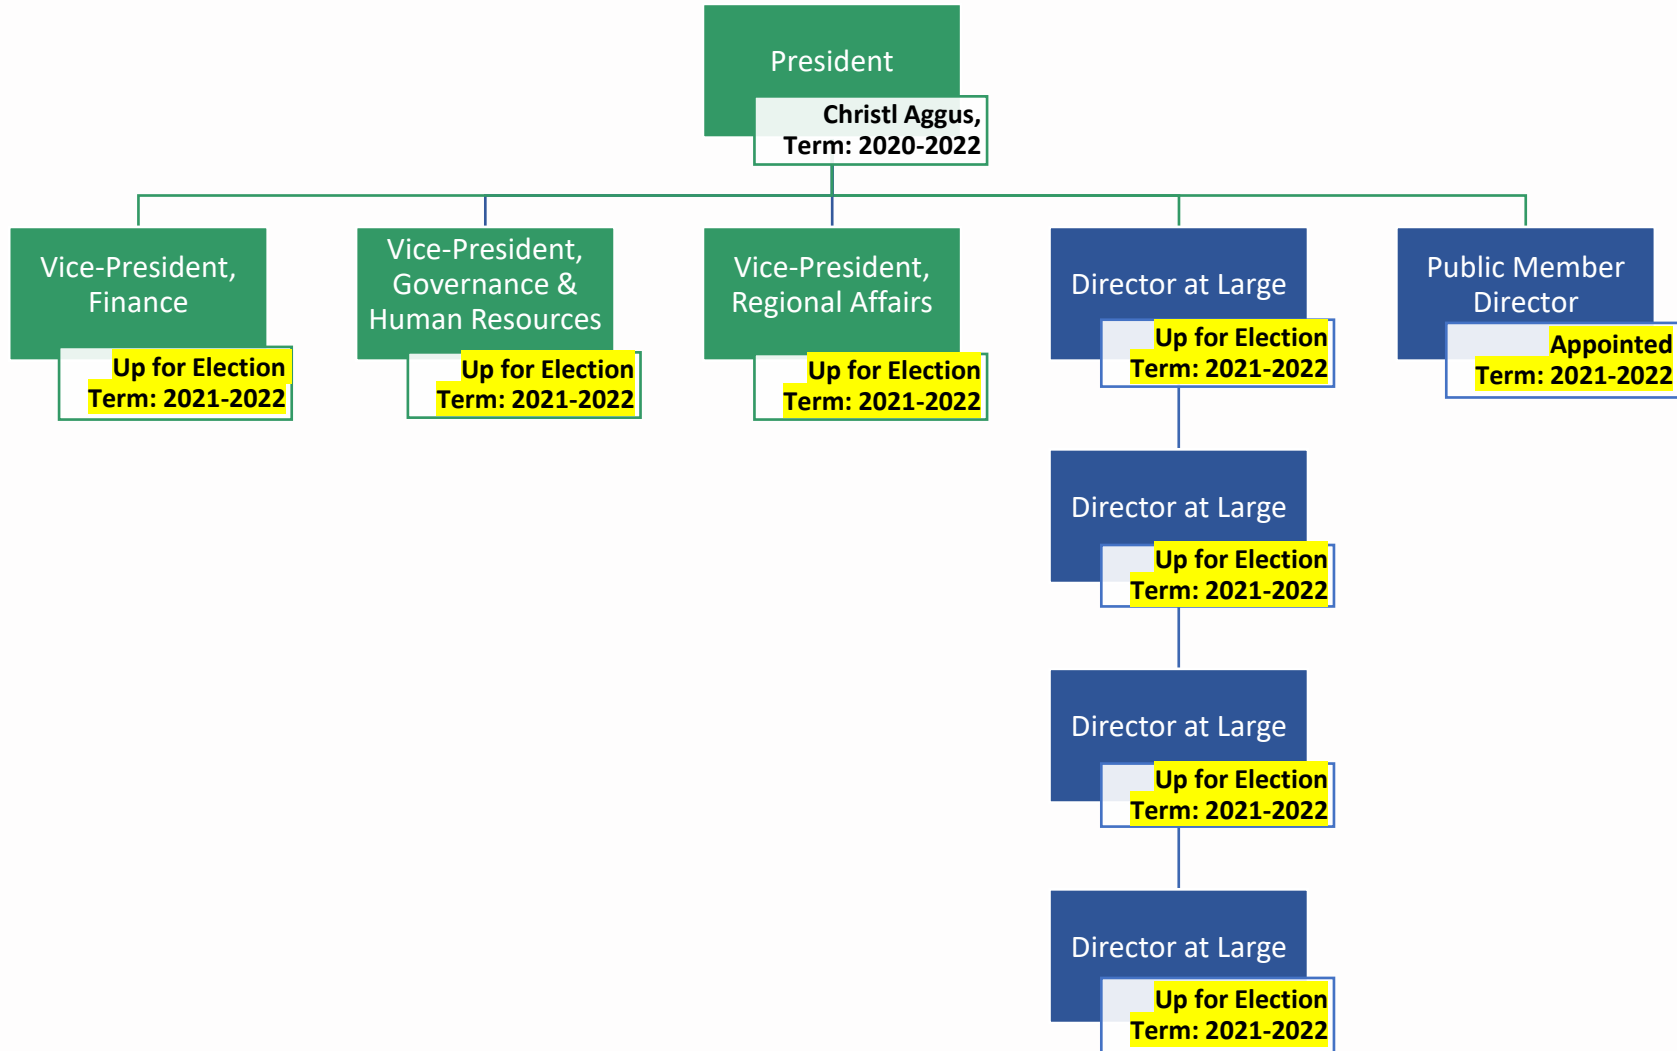 President
Christl Aggus,
Term: 2020-2022
Vice-President,
Finance
Up for Election
Term: 2021-2022
Vice-President,
Governance &
Human Resources
Up for Election
Term: 2021-2022
Vice-President,
Regional Affairs
Up for Election
Term: 2021-2022
Director at Large
Up for Election
Term: 2021-2022
Public Member
Director
Appointed
Term: 2021-2022
Director at Large
Up for Election
Term: 2021-2022
Director at Large
Up for Election
Term: 2021-2022
Director at Large
Up for Election
Term: 2021-2022